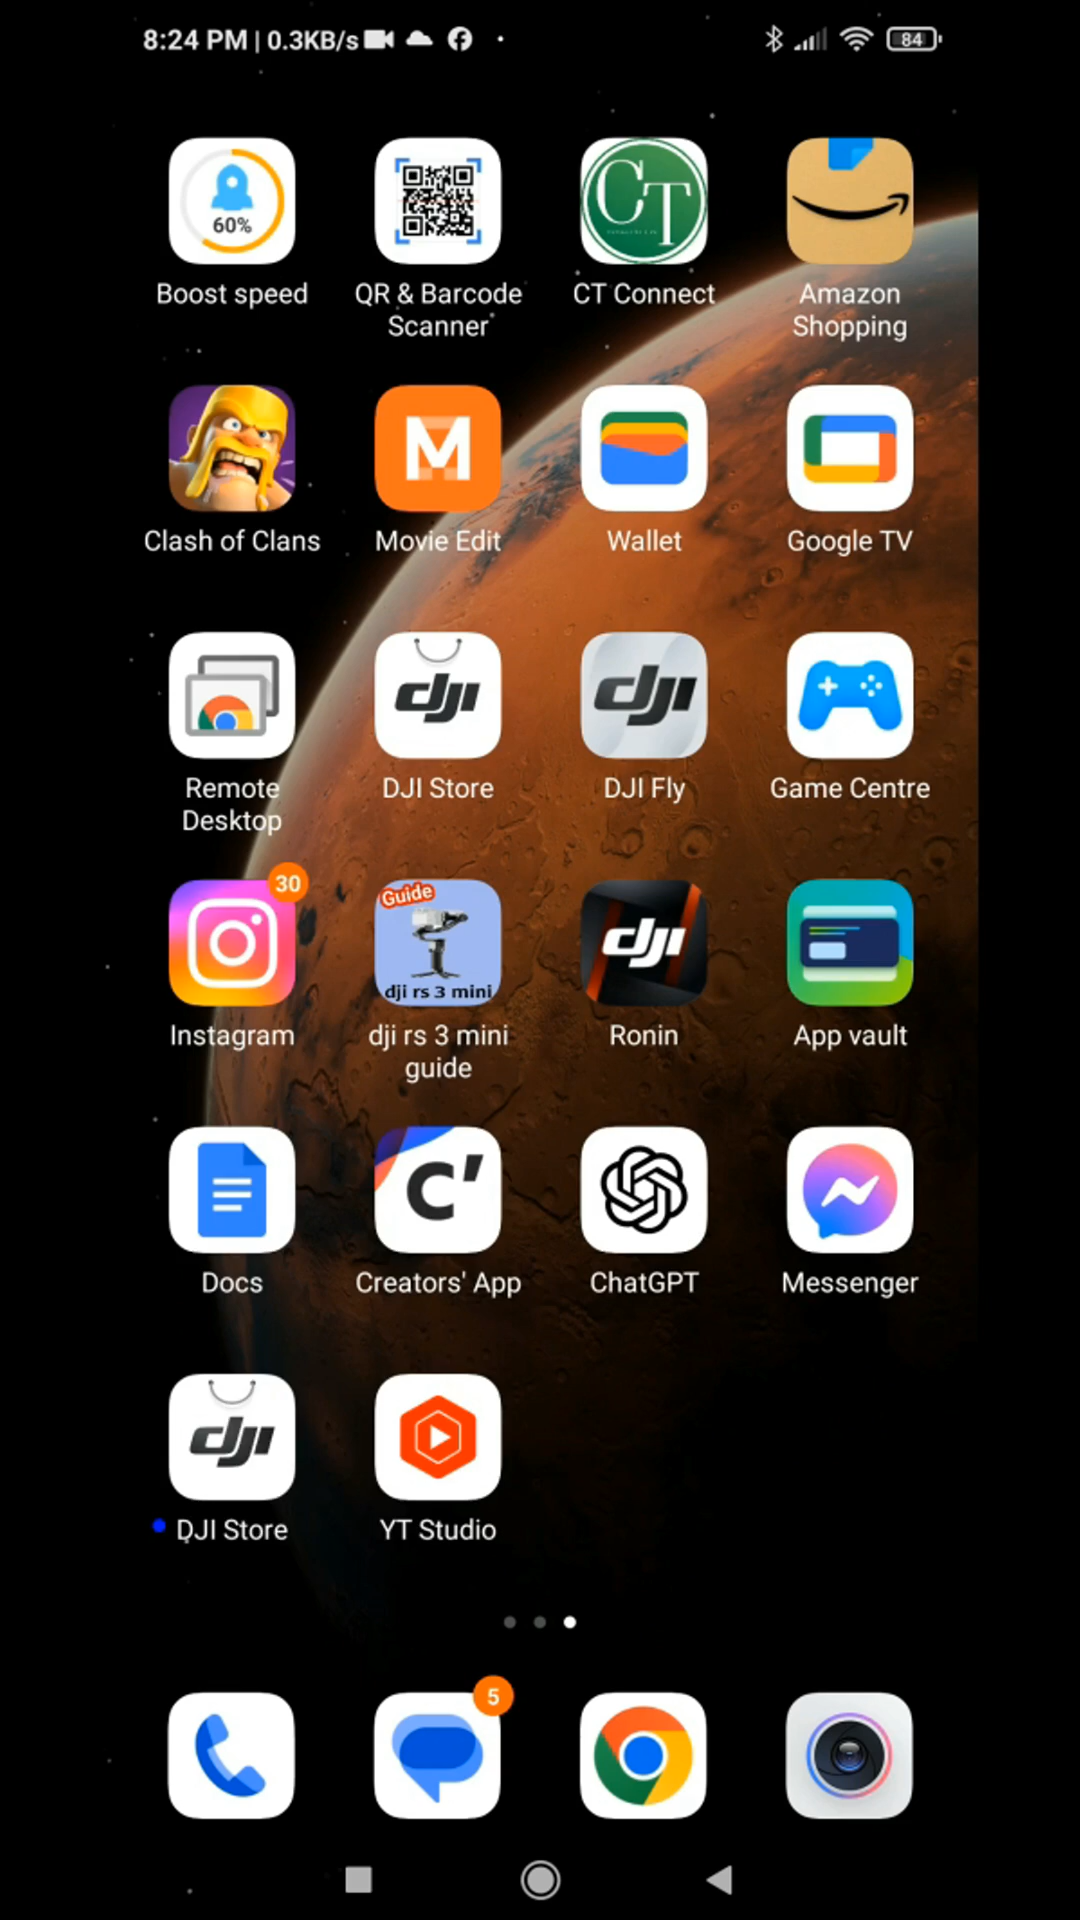 8:24 PM | 0.3KB/s
84
60%
CT
Boost speed
QR & Barcode
Scanner
CT Connect
Amazon
Shopping
M
Clash of Clans
Movie Edit
Wallet
Google TV
dji
dji
Remote
Desktop
DJI Store
DJI Fly
Game Centre
30
Guide
dji rs 3 mini
dji
Instagram
dji rs 3 mini
guide
Ronin
App vault
C'
Docs
Creators' App
ChatGPT
Messenger
dji
DJI Store
YT Studio
5